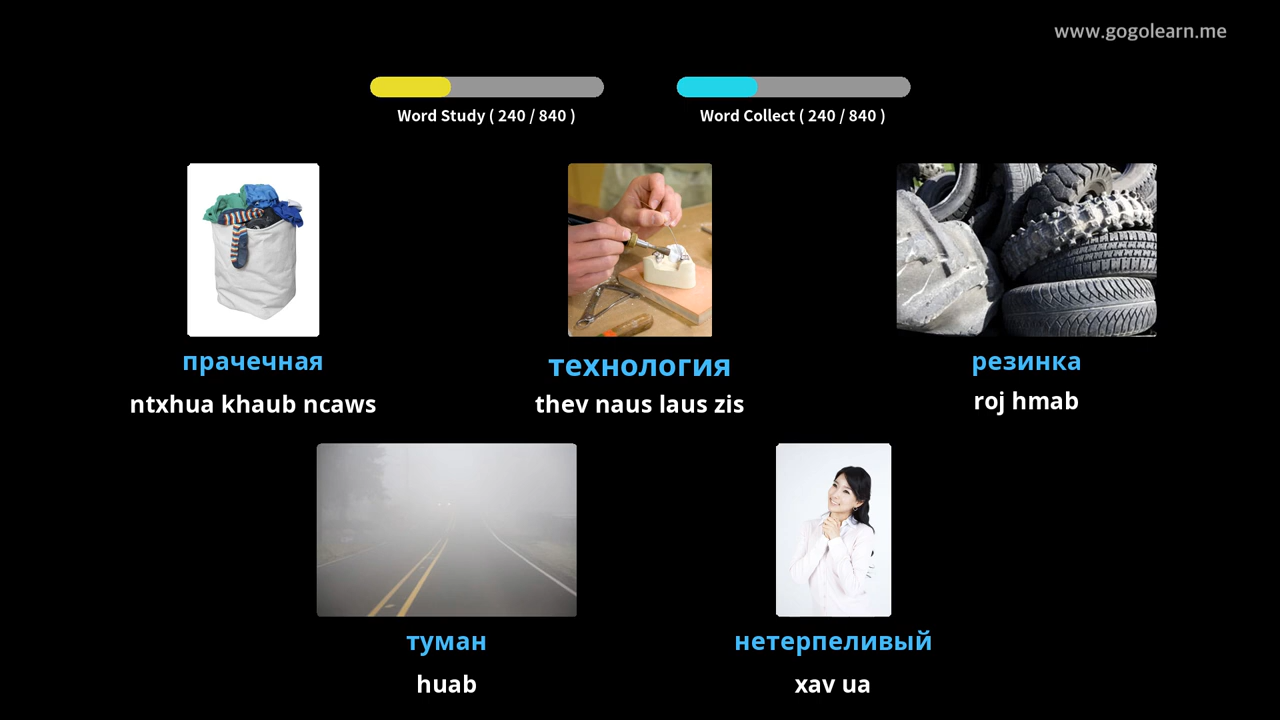 www.gogolearn.me
Word Study ( 240 / 840 )
Word Collect ( 240 / 840 )
прачечная
ntxhua khaub ncaws
технология
thev naus laus zis
резинка
roj hmab
туман
huab
нетерпеливый
xav ua